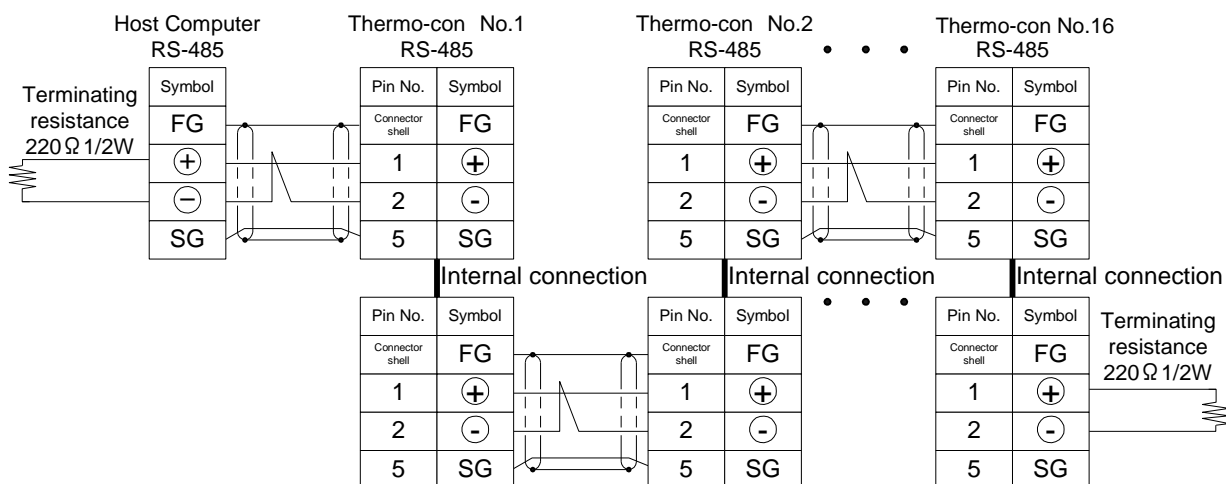 Host Computer
RS-485
Thermo-con No.1
RS-485
Thermo-con No.2
RS-485
• • •
Thermo-con No.16
RS-485
Terminating
resistance
220Ω 1/2W
Symbol
FG
+
−
SG
Pin No. Symbol
Connector
shell
FG
1 +
2 -
5 SG
Pin No. Symbol
Connector
shell
FG
1 +
2 -
5 SG
Pin No. Symbol
Connector
shell
FG
1 +
2 -
5 SG
Internal connection
Internal connection
Internal connection
• • •
Pin No. Symbol
Connector
shell
FG
1 +
2 -
5 SG
Pin No. Symbol
Connector
shell
FG
1 +
2 -
5 SG
Pin No. Symbol
Connector
shell
FG
1 +
2 -
5 SG
Terminating
resistance
220Ω 1/2W